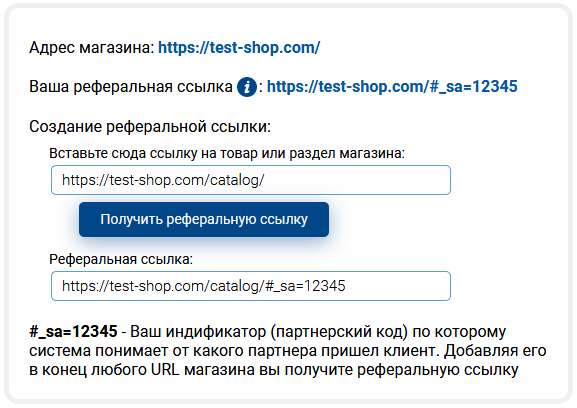 Адрес магазина: https://test-shop.com/
Ваша реферальная ссылка i : https://test-shop.com/#_sa=12345
Создание реферальной ссылки:
Вставьте сюда ссылку на товар или раздел магазина:
https://test-shop.com/catalog/
Получить реферальную ссылку
Реферальная ссылка:
https://test-shop.com/catalog/#_sa=12345
#_sa=12345 - Ваш индификатор (партнерский код) по которому
система понимает от какого партнера пришел клиент. Добавляя его
в конец любого URL магазина вы получите реферальную ссылку